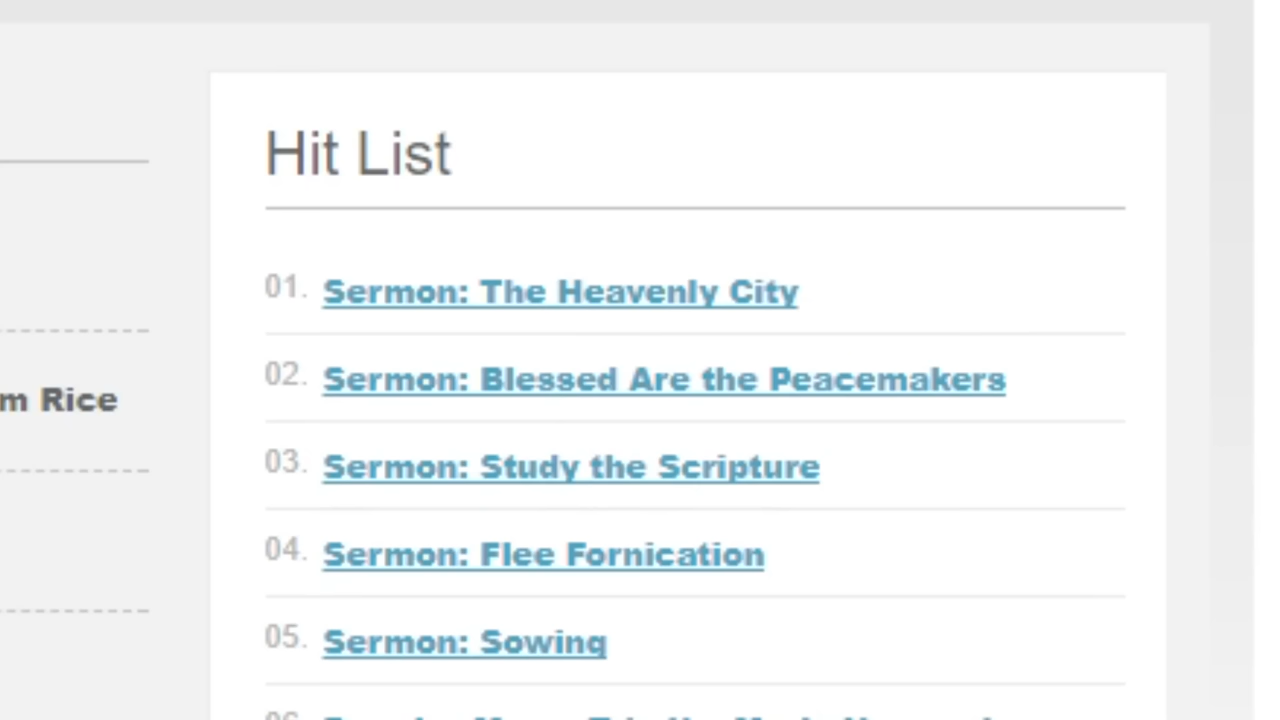 Hit List
01. Sermon: The Heavenly City
02. Sermon: Blessed Are the Peacemakers
m Rice
03. Sermon: Study the Scripture
04. Sermon: Flee Fornication
05. Sermon: Sowing